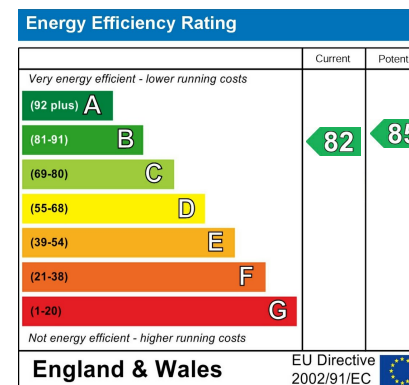 Energy Efficiency Rating
Current Potent
Very energy efficient - lower running costs
(92 plus) A
(81-91) B
82 85
(69-80) C
(55-68) D
(39-54) E
(21-38) F
(1-20) G
Not energy efficient - higher running costs
England & Wales
EU Directive
2002/91/EC